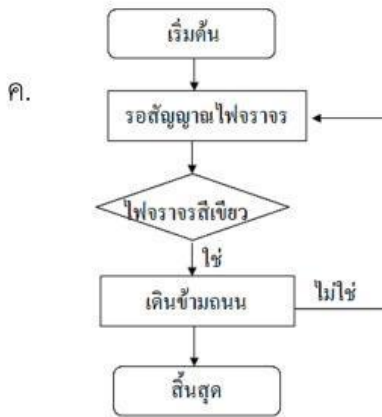 เริ่มต้น
ค.
รอสัญญาณไฟจราจร
ไฟจราจรสีเขียว
ใช่
เดินข้ามถนน
ไม่ใช่
สิ้นสุด